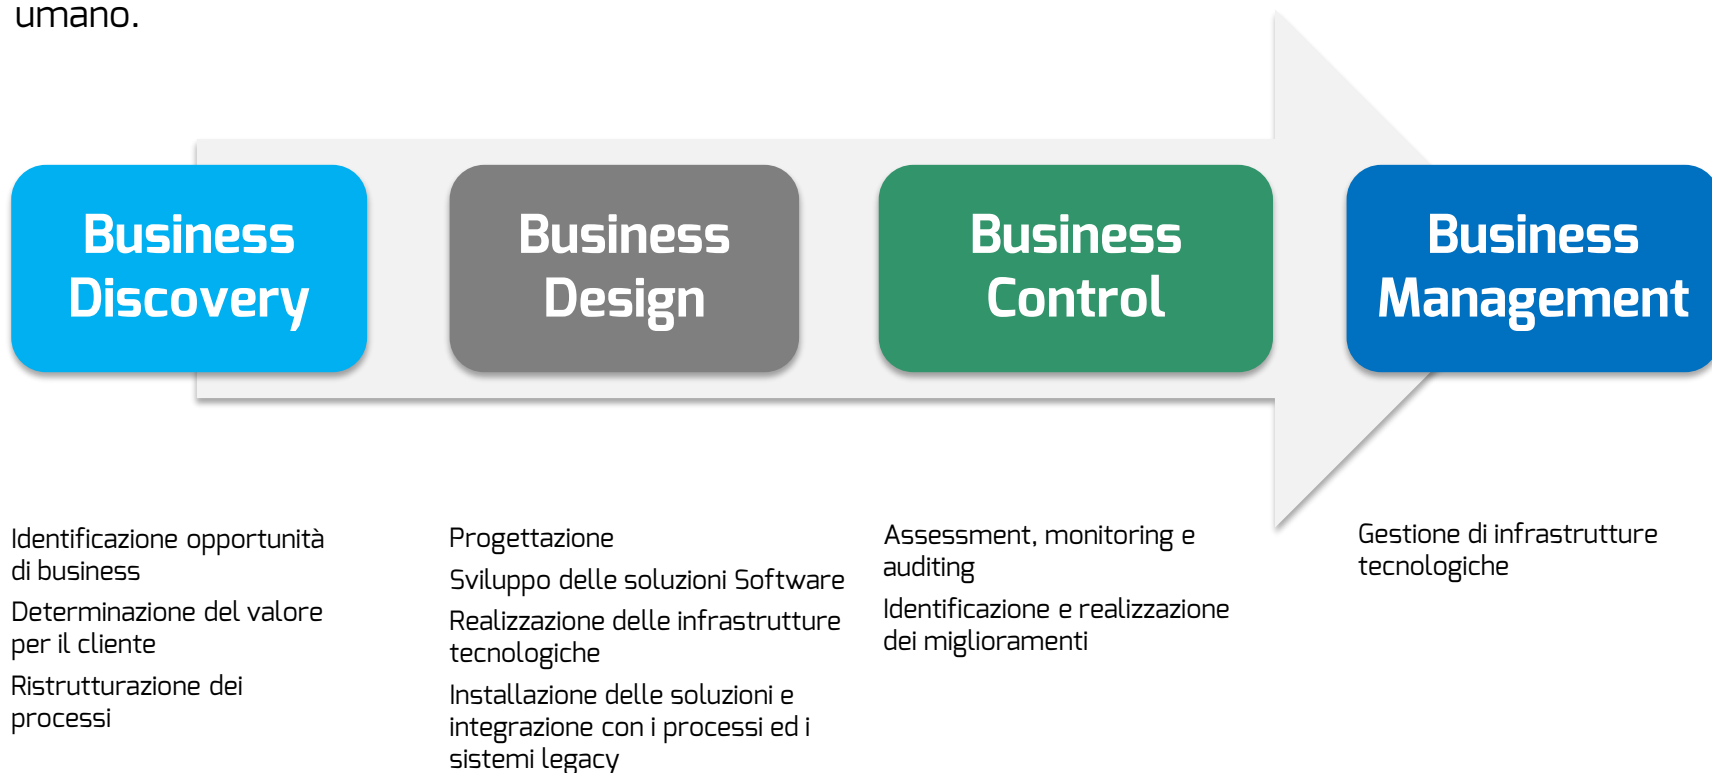 umano.
Business
Discovery
Business
Design
Business
Control
Business
Management
Identificazione opportunità
di business
Determinazione del valore
per il cliente
Ristrutturazione dei
processi
Progettazione
Sviluppo delle soluzioni Software
Realizzazione delle infrastrutture
tecnologiche
Installazione delle soluzioni e
integrazione con i processi ed i
sistemi legacy
Assessment, monitoring e
auditing
Identificazione e realizzazione
dei miglioramenti
Gestione di infrastrutture
tecnologiche